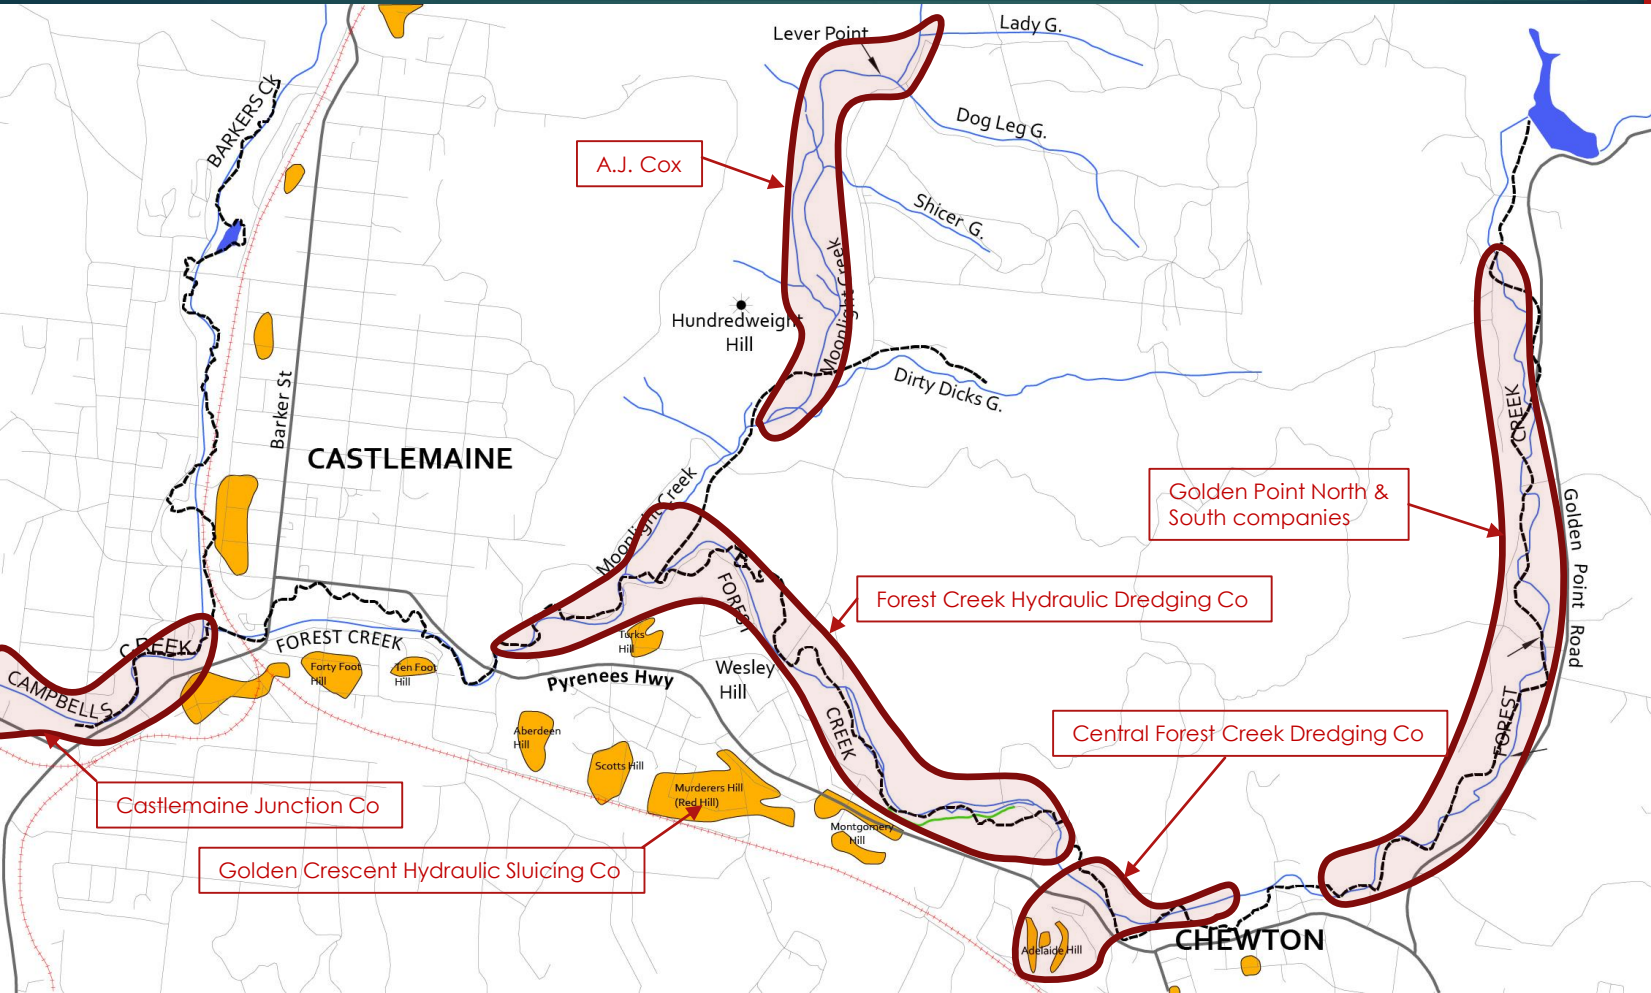 Lady G.
Lever Point
BARKERS Ck
Dog Leg G.
A.J. Cox
Shicer G.
Moonlight Creek
Hundredweight
Hill
Dirty Dicks G.
Barker St
CREEK
CASTLEMAINE
Moonlight Creek
Golden Point North &
South companies
Golden Point Road
FOREST
Forest Creek Hydraulic Dredging Co
FOREST CREEK
CREEK
Turks
Hill
Forty Foot
Hill
Ten Foot
Hill
Wesley
Hill
Pyrenees Hwy
CAMPBELLS
FOREST
CREEK
Aberdeen
Hill
Central Forest Creek Dredging Co
Scotts Hill
Murderers Hill
(Red Hill)
Castlemaine Junction Co
Montgomery
Hill
Golden Crescent Hydraulic Sluicing Co
CHEWTON
Adelaide Hill